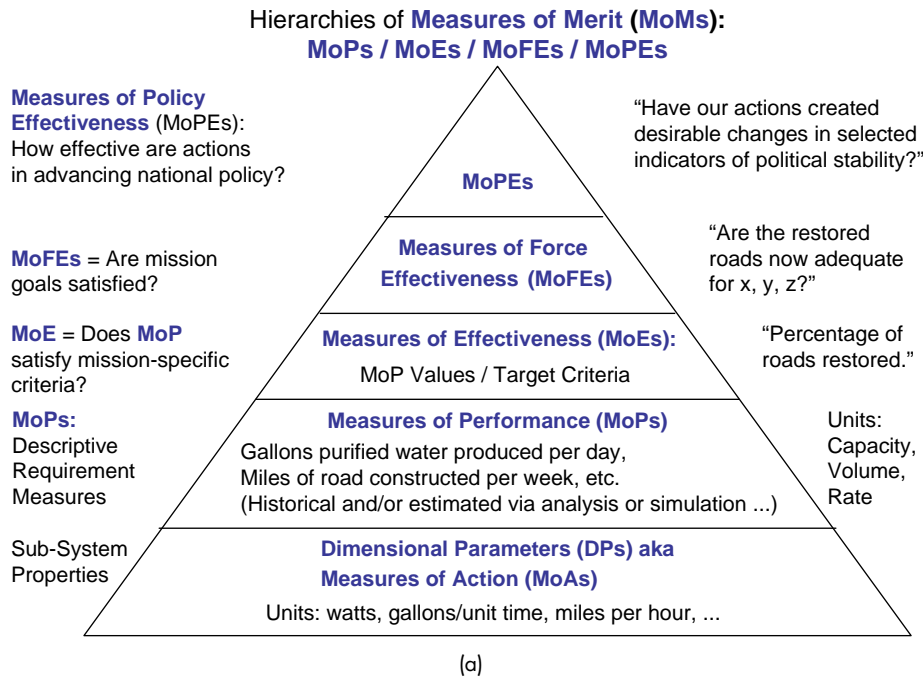 Hierarchies of Measures of Merit (MoMs):
MoPs / MoEs / MoFEs / MoPEs
Measures of Policy
Effectiveness (MoPEs):
How effective are actions
in advancing national policy?
MoPEs
“Have our actions created
desirable changes in selected
indicators of political stability?”
MoFEs = Are mission
goals satisfied?
Measures of Force
Effectiveness (MoFEs)
“Are the restored
roads now adequate
for x, y, z?”
MoE = Does MoP
satisfy mission-specific
criteria?
Measures of Effectiveness (MoEs):
MoP Values / Target Criteria
“Percentage of
roads restored.”
MoPs:
Descriptive
Requirement
Measures
Measures of Performance (MoPs)
Gallons purified water produced per day,
Miles of road constructed per week, etc.
(Historical and/or estimated via analysis or simulation ...)
Units:
Capacity,
Volume,
Rate
Sub-System
Properties
Dimensional Parameters (DPs) aka
Measures of Action (MoAs)
Units: watts, gallons/unit time, miles per hour, ...
(a)